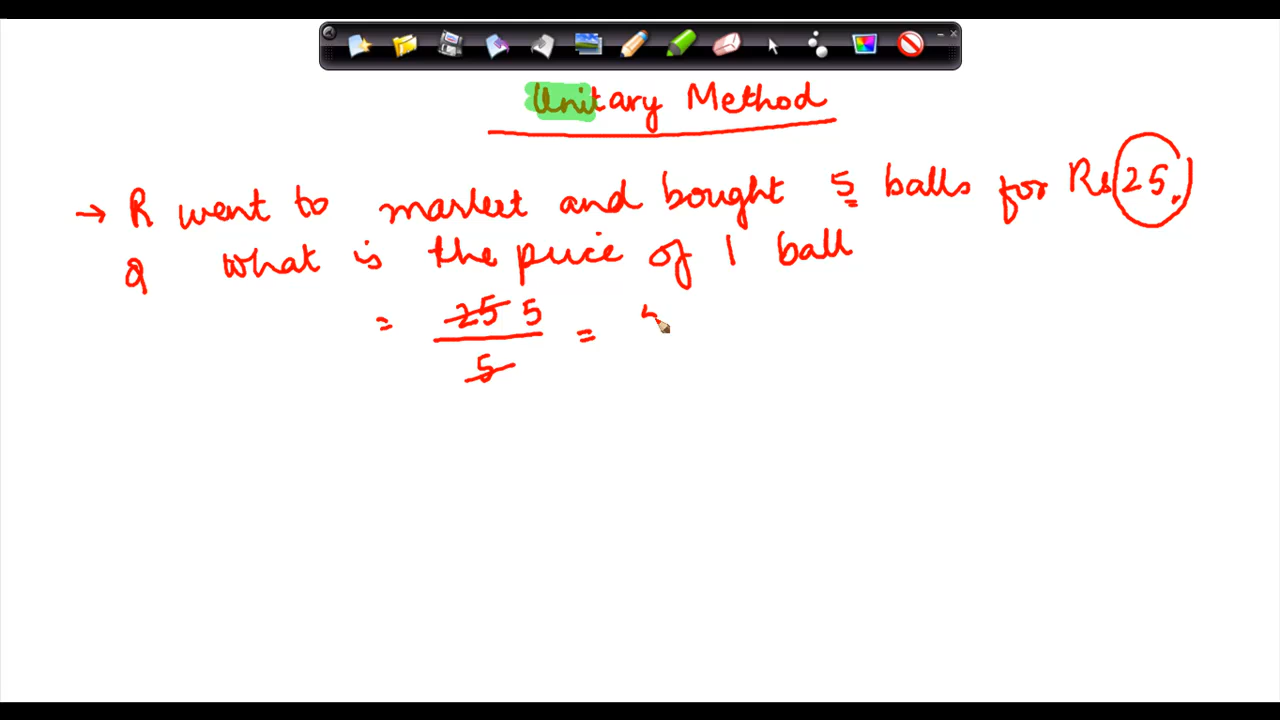 Unitary Method
→ R went to market and bought 5 balls for Rs 25.
Q What is the price of 1 ball
= 25 5
5
=